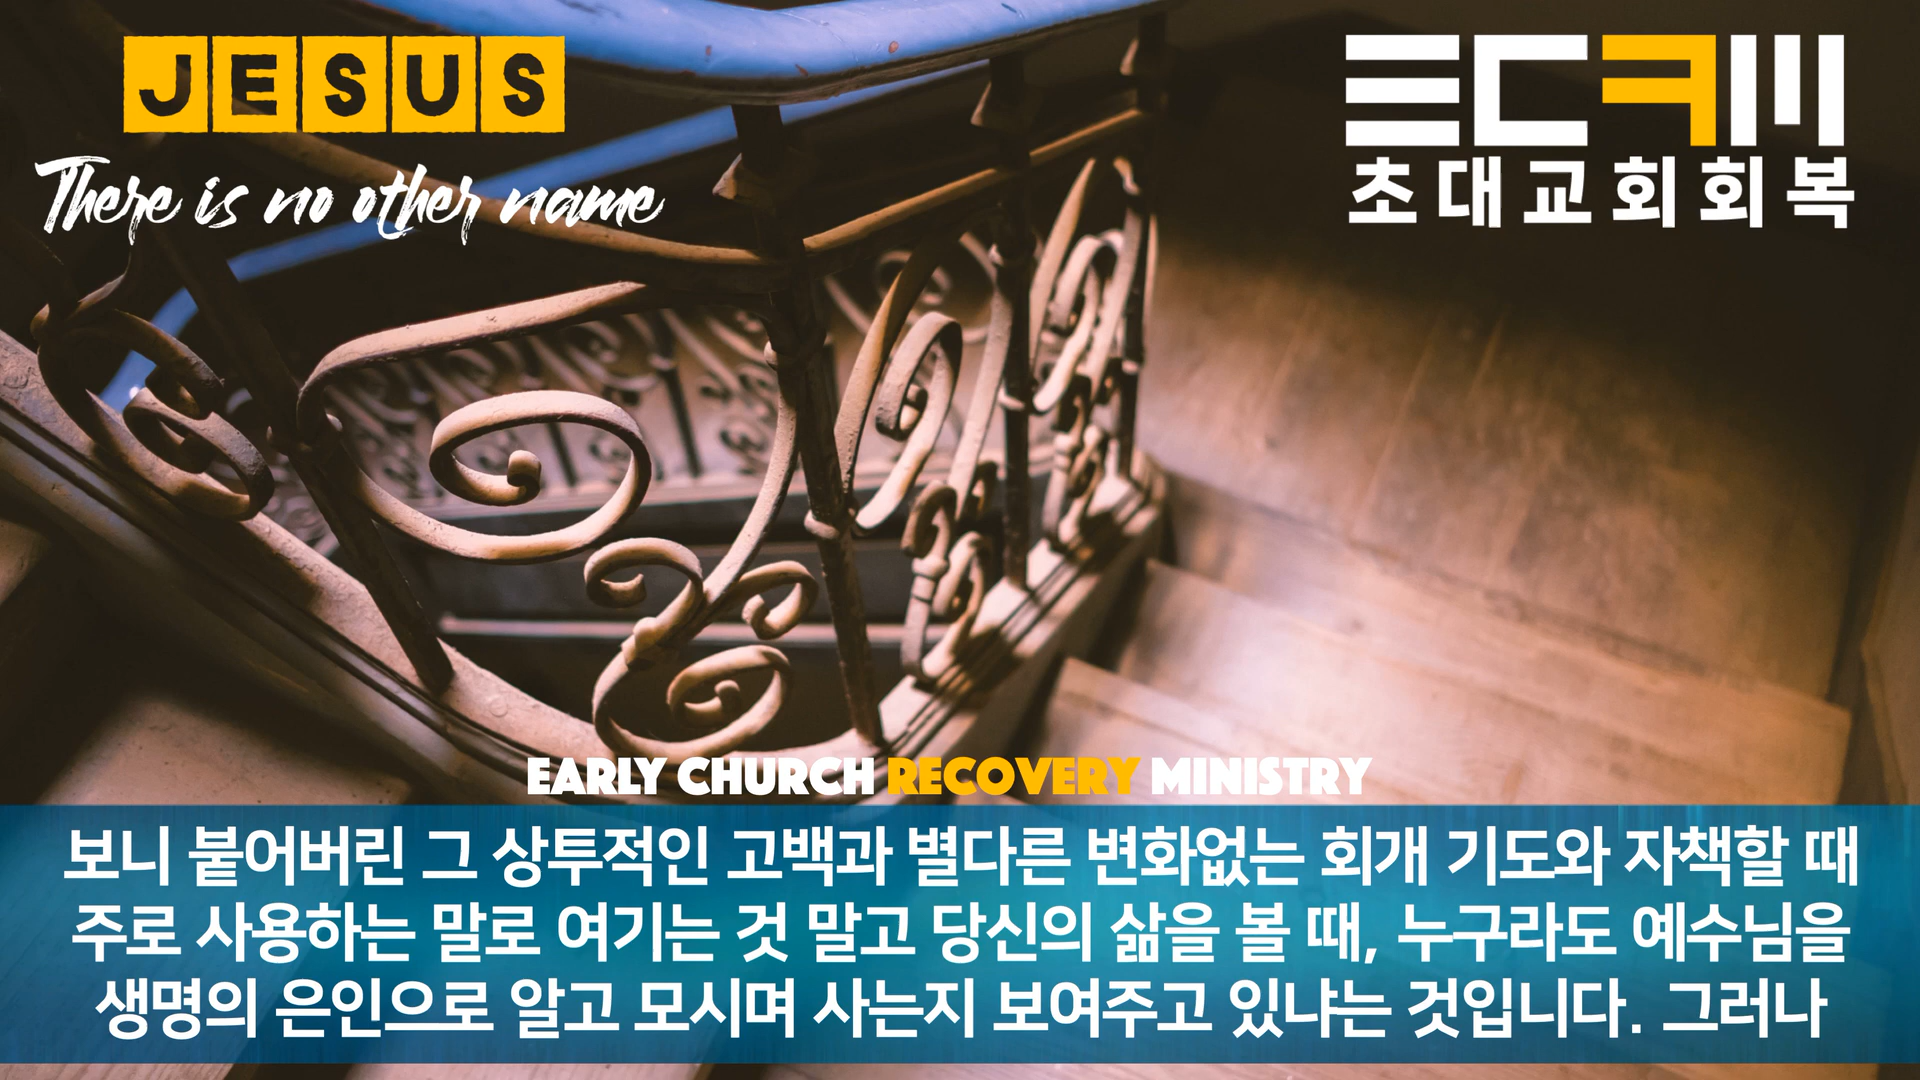 JESUS
There is no other name
초대교회회복
EARLY CHURCH RECOVERY MINISTRY
보니 붙어버린 그 상투적인 고백과 별다른 변화없는 회개 기도와 자책할 때
주로 사용하는 말로 여기는 것 말고 당신의 삶을 볼 때, 누구라도 예수님을
생명의 은인으로 알고 모시며 사는지 보여주고 있냐는 것입니다. 그러나